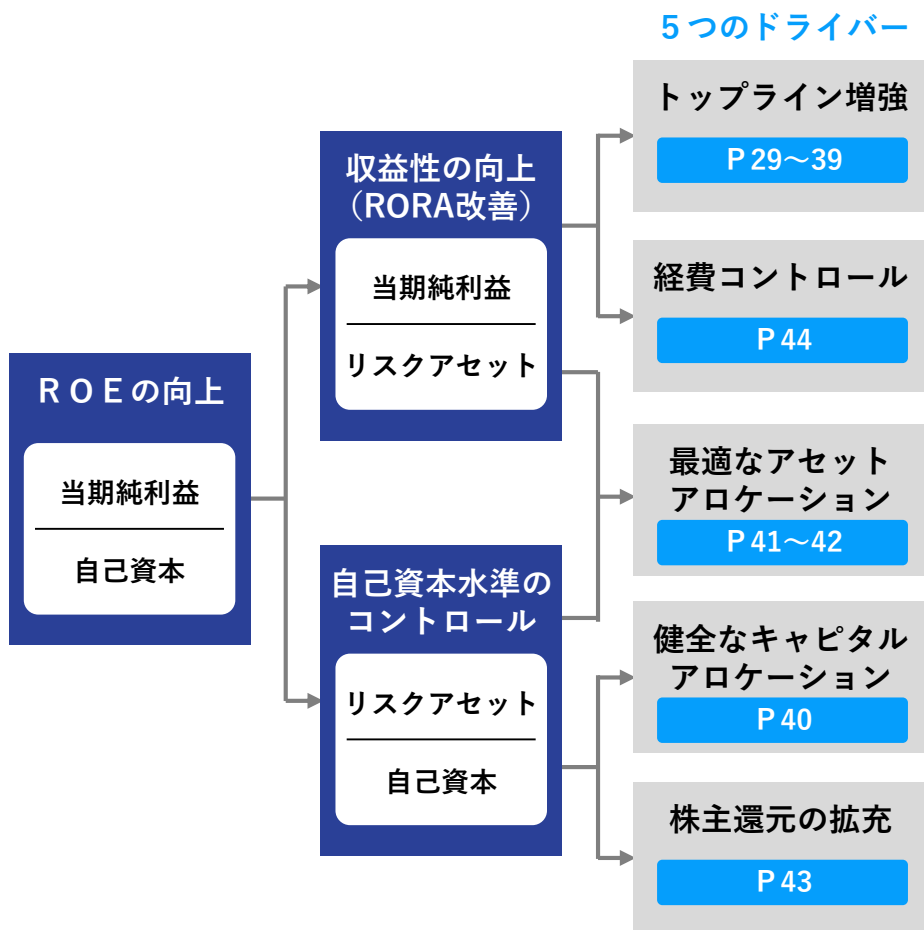 5つのドライバー
ROEの向上
当期純利益
自己資本
収益性の向上
（RORA改善）
当期純利益
リスクアセット
自己資本水準の
コントロール
リスクアセット
自己資本
トップライン増強
P29～39
経費コントロール
P44
最適なアセット
アロケーション
P41～42
健全なキャピタル
アロケーション
P40
株主還元の拡充
P43